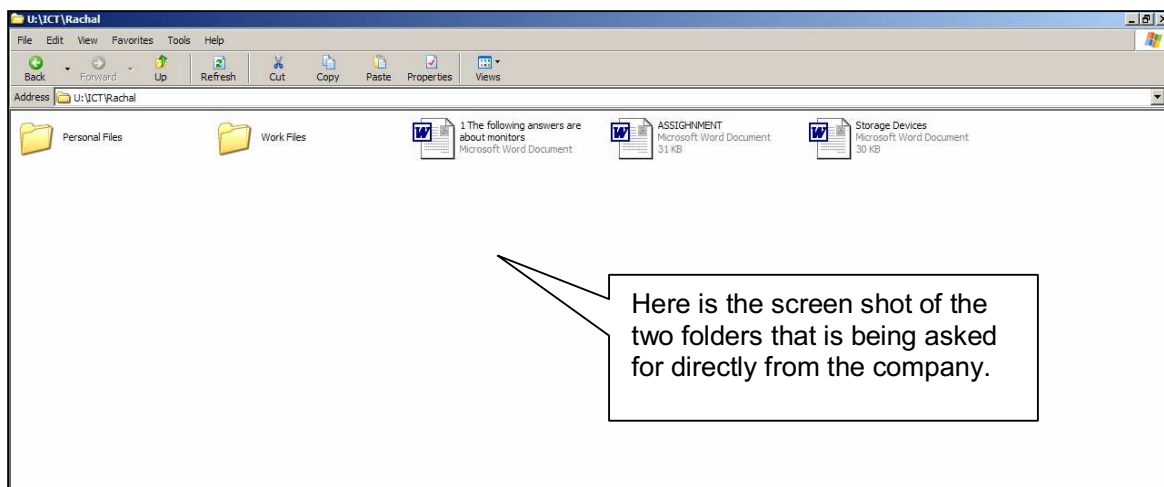 U:\ICT\Rachal
File Edit View Favorites Tools Help
Back Forward Up Refresh Cut Copy Paste Properties Views
Address U:\ICT\Rachal
Personal Files
Work Files
1 The following answers are
about monitors
Microsoft Word Document
ASSIGHNMENT
Microsoft Word Document
31 KB
Storage Devices
Microsoft Word Document
30 KB
Here is the screen shot of the
two folders that is being asked
for directly from the company.